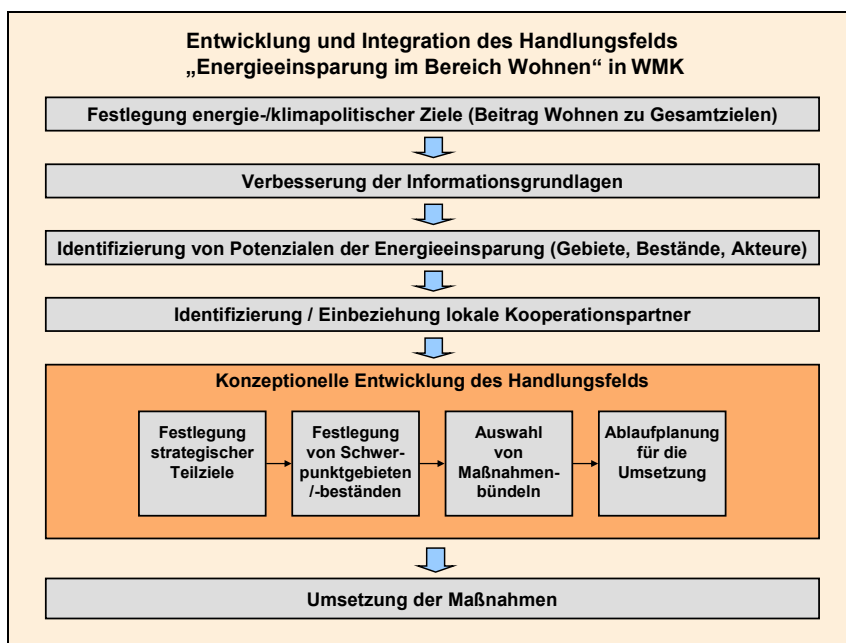 Entwicklung und Integration des Handlungsfelds
„Energieeinsparung im Bereich Wohnen“ in WMK
Festlegung energie-/klimapolitischer Ziele (Beitrag Wohnen zu Gesamtzielen)
Verbesserung der Informationsgrundlagen
Identifizierung von Potenzialen der Energieeinsparung (Gebiete, Bestände, Akteure)
Identifizierung / Einbeziehung lokale Kooperationspartner
Konzeptionelle Entwicklung des Handlungsfelds
Festlegung
strategischer
Teilziele
Festlegung
von Schwer-
punktgebieten
/-beständen
Auswahl
von
Maßnahmen-
bündeln
Ablaufplanung
für die
Umsetzung
Umsetzung der Maßnahmen